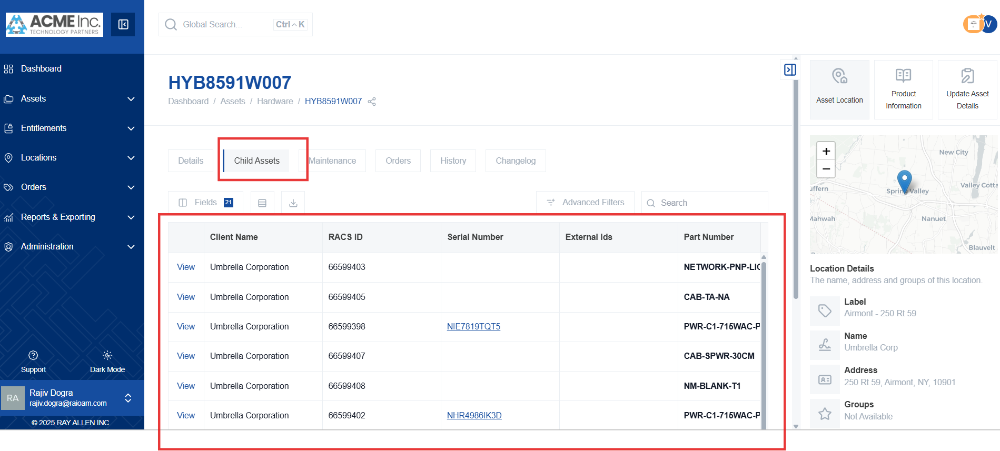 ACME Inc.
TECHNOLOGY PARTNERS
Global Search...
Ctrl
K
V
Dashboard
Assets
Entitlements
Locations
Orders
Reports & Exporting
Administration
Support
Dark Mode
RA
Rajiv Dogra
rajiv.dogra@raioam.com
© 2025 RAY ALLEN INC
HYB8591W007
Dashboard / Assets / Hardware / HYB8591W007
Details
Child Assets
Maintenance
Orders
History
Changelog
Fields 21
Advanced Filters
Search
Client Name RACS ID Serial Number External Ids Part Number
View Umbrella Corporation 66599403 NETWORK-PNP-LIC
View Umbrella Corporation 66599405 CAB-TA-NA
View Umbrella Corporation 66599398 NIE7819TQT5 PWR-C1-715WAC-P
View Umbrella Corporation 66599407 CAB-SPWR-30CM
View Umbrella Corporation 66599408 NM-BLANK-T1
View Umbrella Corporation 66599402 NHR4986IK3D PWR-C1-715WAC-P
Asset Location
Product
Information
Update Asset
Details
+
−
New City
uffern
Spring Valley
Valley Cotta
Mahwah
Nanuet
Blauvelt
Location Details
The name, address and groups of this location.
Label
Airmont - 250 Rt 59
Name
Umbrella Corp
Address
250 Rt 59, Airmont, NY, 10901
Groups
Not Available